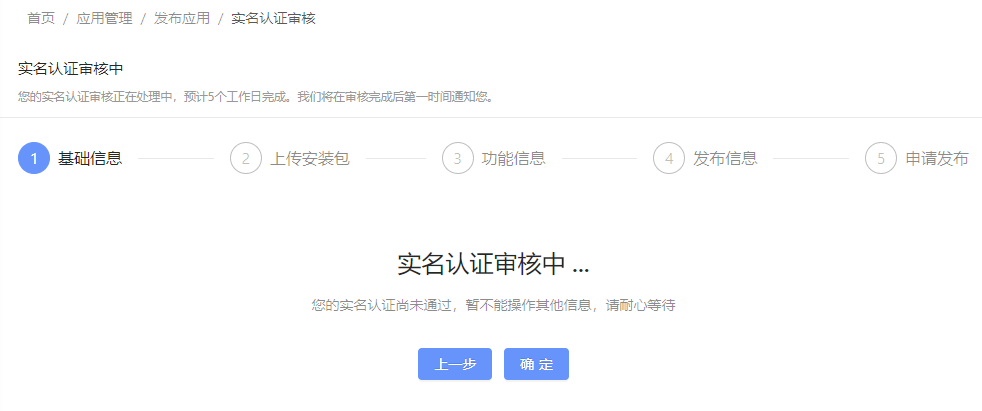 首页 / 应用管理 / 发布应用 / 实名认证审核
实名认证审核中
您的实名认证审核正在处理中，预计5个工作日完成。我们将在审核完成后第一时间通知您。
1 基础信息 2 上传安装包 3 功能信息 4 发布信息 5 申请发布
实名认证审核中 ...
您的实名认证尚未通过，暂不能操作其他信息，请耐心等待
上一步 确 定